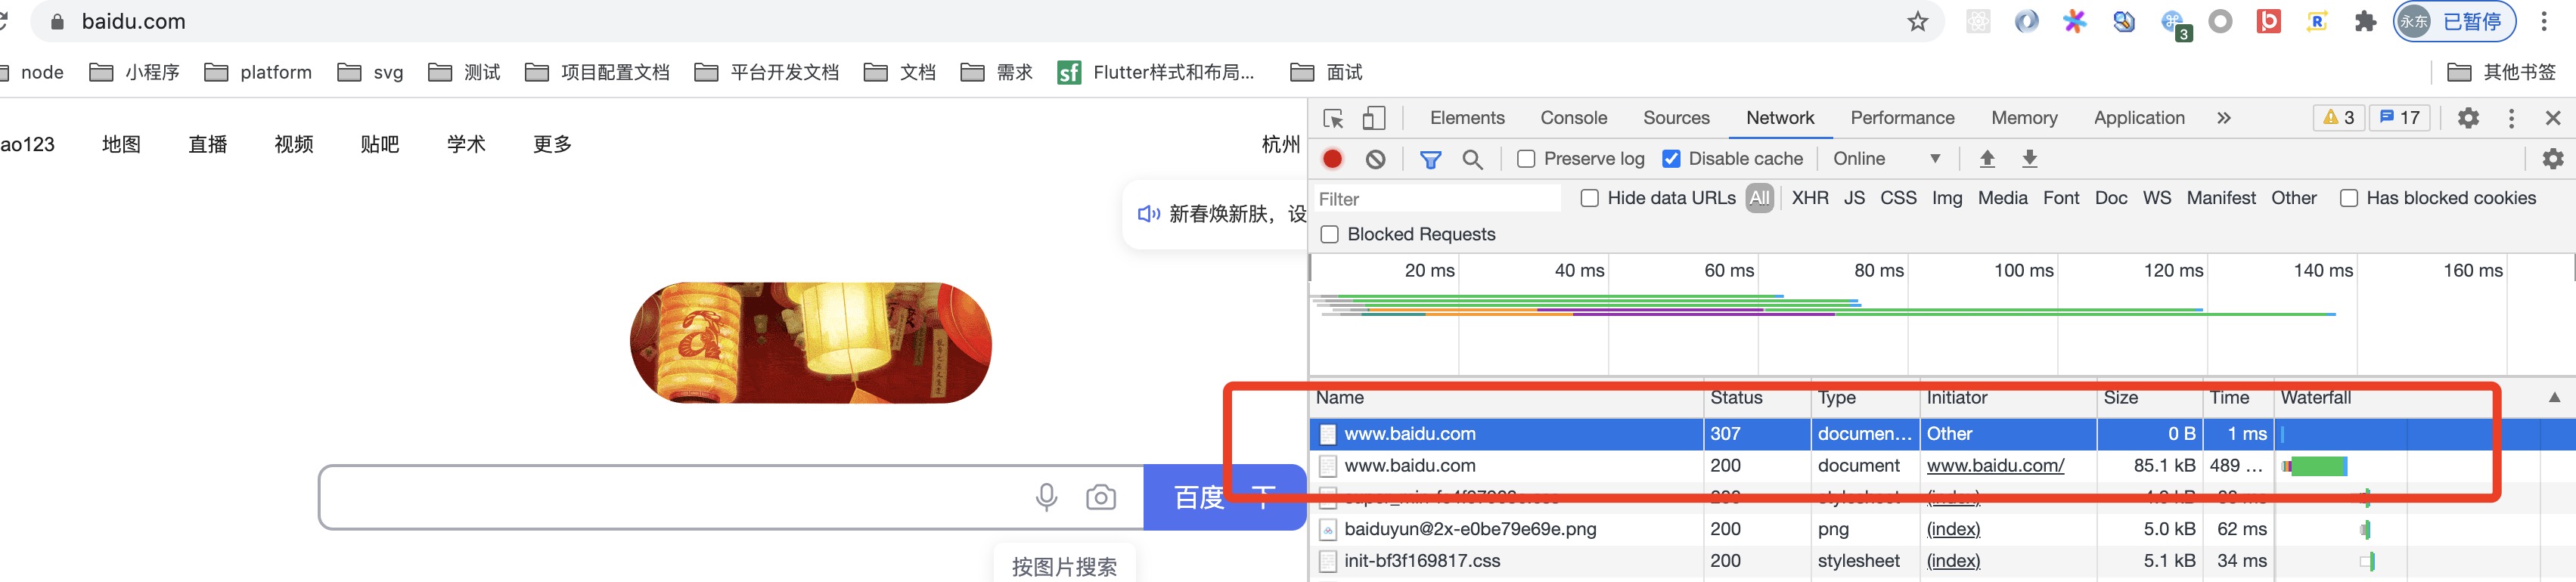 baidu.com
3
永东 已暂停
node 小程序 platform svg 测试 项目配置文档 平台开发文档 文档 需求 sf Flutter样式和布局... 面试 其他书签
ao123 地图 直播 视频 贴吧 学术 更多 杭州
新春焕新肤，设
百度 下
按图片搜索
Elements Console Sources Network Performance Memory Application » 3 17
Preserve log Disable cache Online
Filter Hide data URLs All XHR JS CSS Img Media Font Doc WS Manifest Other Has blocked cookies
Blocked Requests
20 ms 40 ms 60 ms 80 ms 100 ms 120 ms 140 ms 160 ms
Name Status Type Initiator Size Time Waterfall
www.baidu.com 307 documen... Other 0 B 1 ms
www.baidu.com 200 document www.baidu.com/ 85.1 kB 489 ...
200 stylesheet (index)
baiduyun@2x-e0be79e69e.png 200 png (index) 5.0 kB 62 ms
init-bf3f169817.css 200 stylesheet (index) 5.1 kB 34 ms